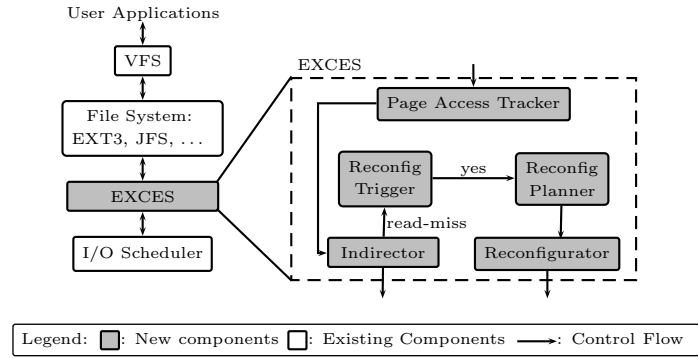 User Applications
VFS
File System:
EXT3, JFS, ...
EXCES
I/O Scheduler
EXCES
Page Access Tracker
Reconfig
Trigger
yes
Reconfig
Planner
read-miss
Indirector
Reconfigurator
Legend: : New components : Existing Components : Control Flow